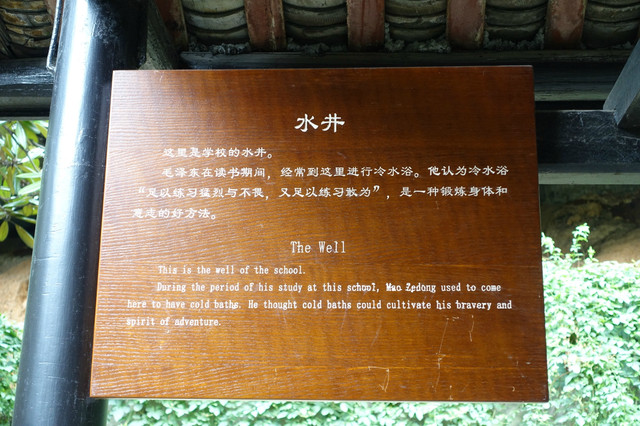 水井
这里是学校的水井。
毛泽东在读书期间，经常到这里进行冷水浴。他认为冷水浴
“足以练习猛烈与不畏，又足以练习敢为”，是一种锻炼身体和
意志的好方法。
The Well
This is the well of the school.
During the period of his study at this school, Mao Zedong used to come
here to have cold baths. He thought cold baths could cultivate his bravery and
spirit of adventure.